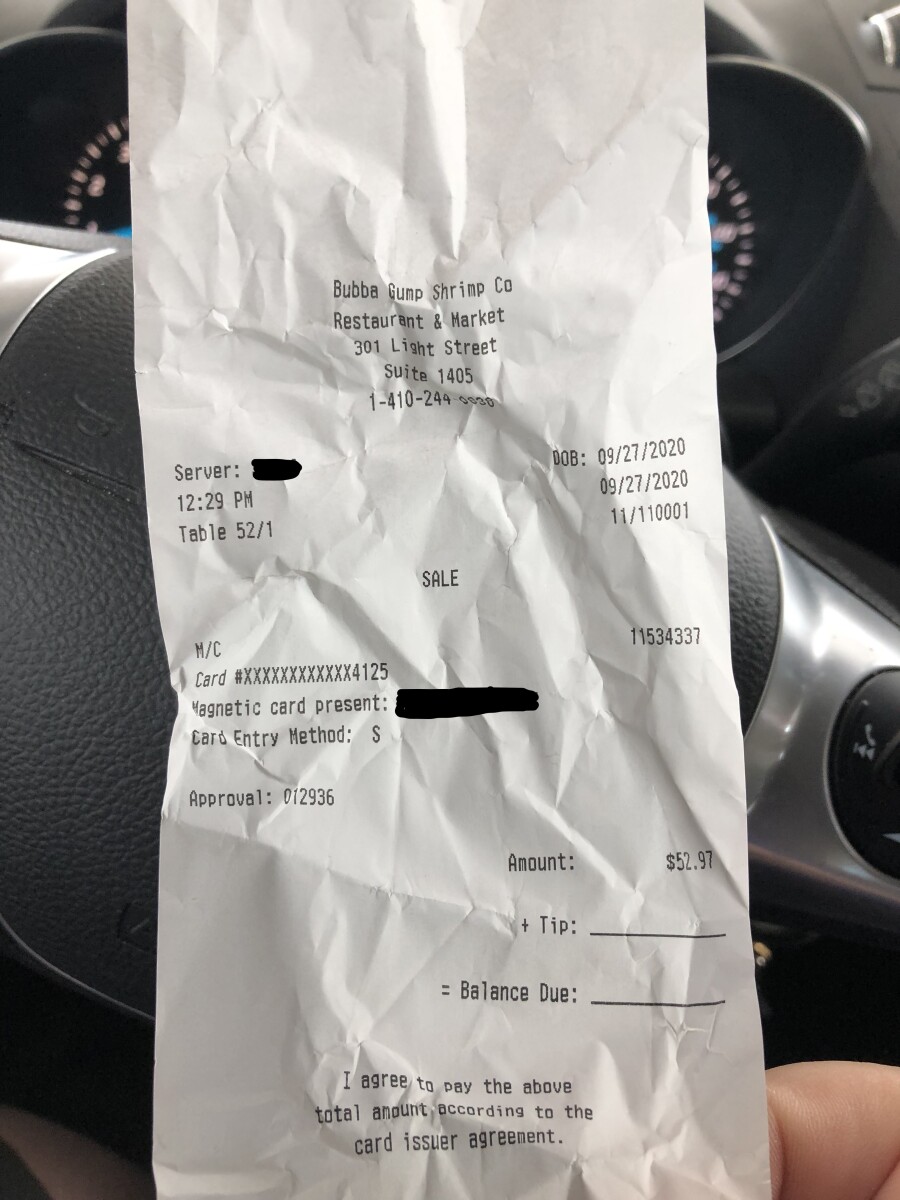 Bubba Gump Shrimp Co
Restaurant & Market
301 Light Street
Suite 1405
1-410-244-
Server:
DOB: 09/27/2020
12:29 PM
09/27/2020
Table 52/1
11/110001
SALE
M/C
11534337
Card #XXXXXXXXXXXX4125
Magnetic card present:
Card Entry Method: S
Approval: 012936
Amount: $52.97
+ Tip:
= Balance Due:
I agree to pay the above
total amount according to the
card issuer agreement.